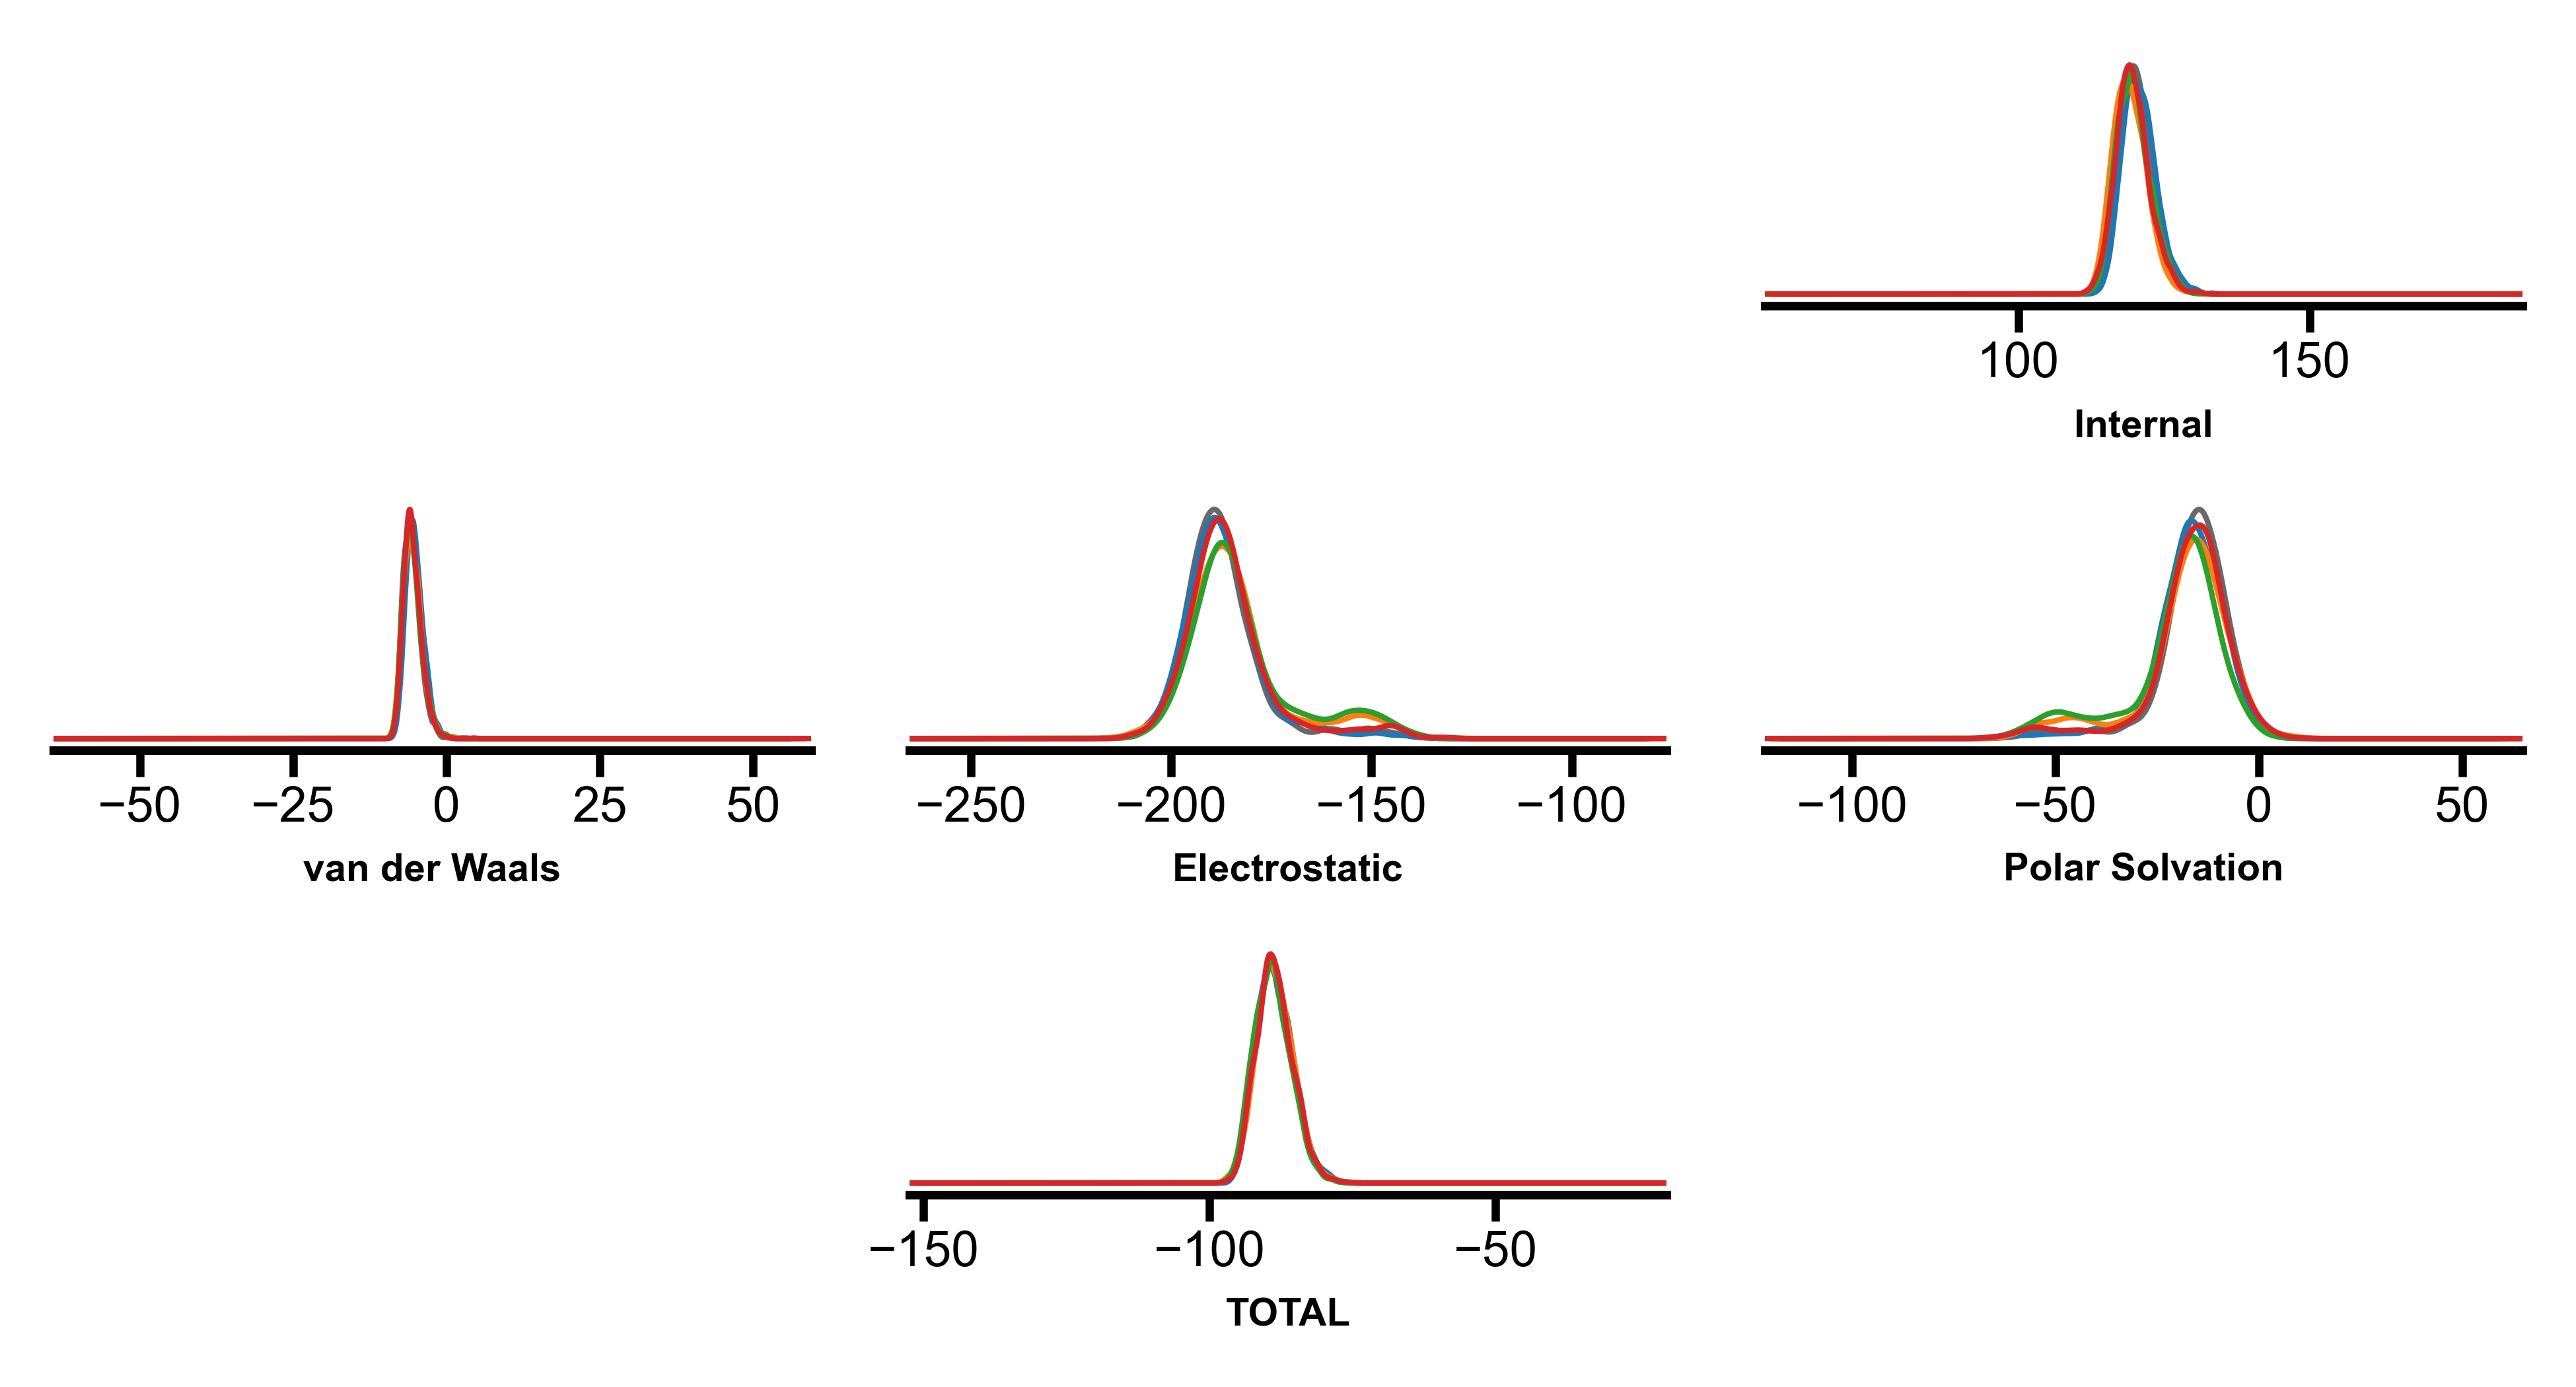 100 150
Internal
−50 −25 0 25 50
van der Waals
−250 −200 −150 −100
Electrostatic
−100 −50 0 50
Polar Solvation
−150 −100 −50
TOTAL